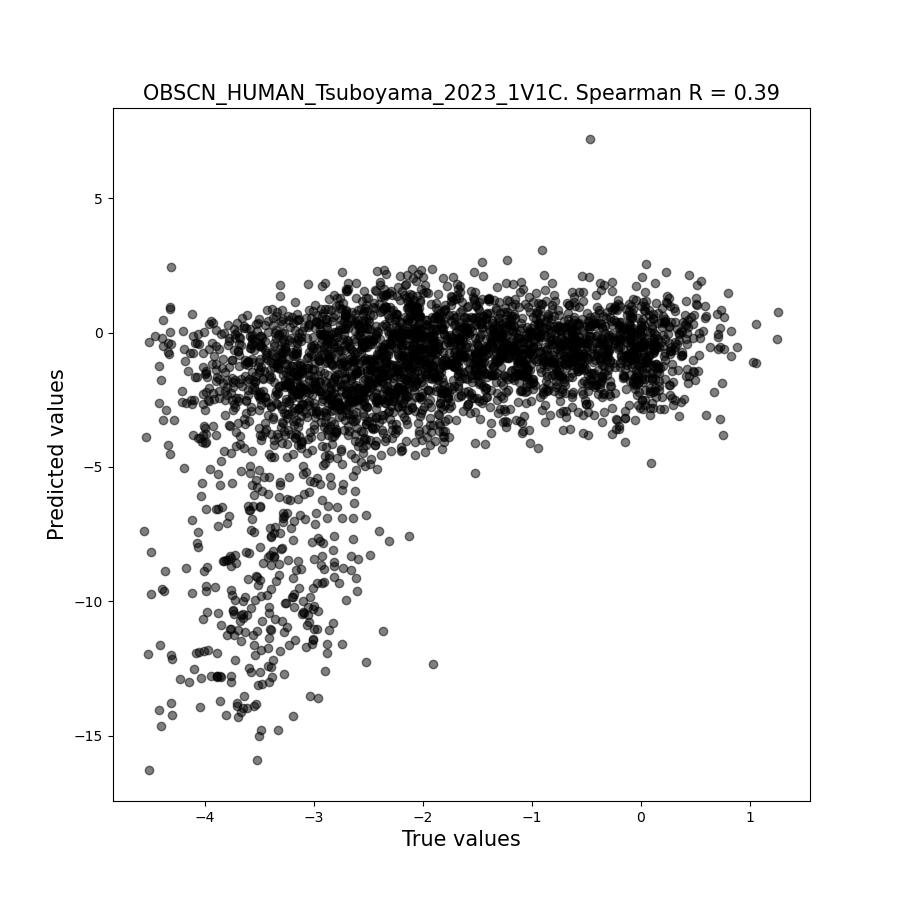 OBSCN_HUMAN_Tsuboyama_2023_1V1C. Spearman R = 0.39
5
0
−5
−10
−15
Predicted values
−4 −3 −2 −1 0 1
True values